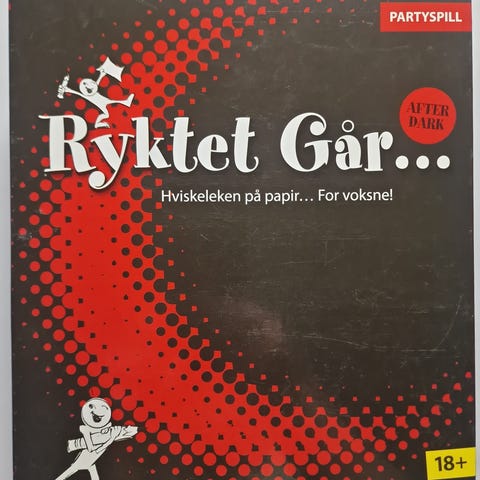 PARTYSPILL
AFTER
DARK
Ryktet Går...
Hviskeleken på papir... For voksne!
18+